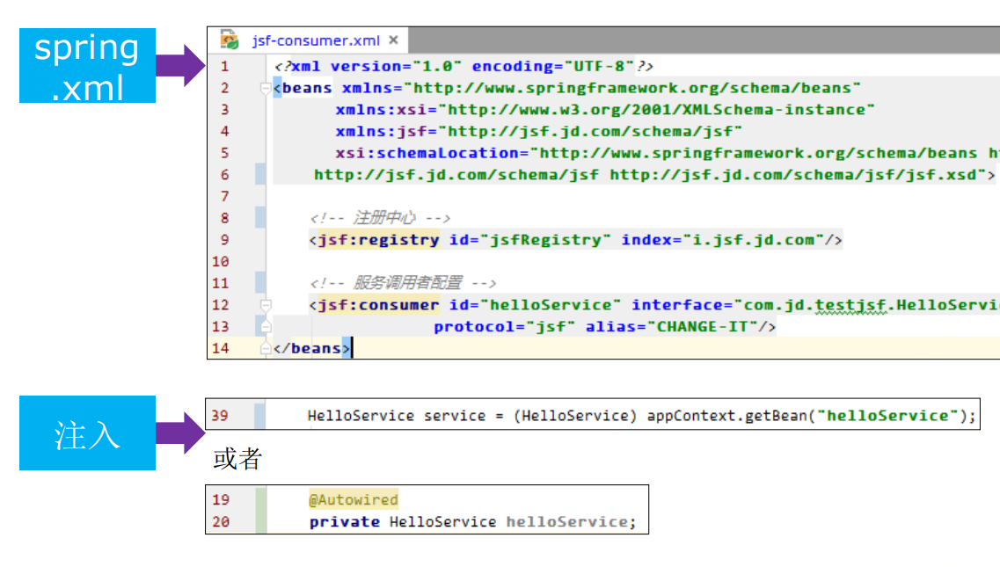 spring
.xml
jsf-consumer.xml ×
1 <?xml version="1.0" encoding="UTF-8"?>
2 <beans xmlns="http://www.springframework.org/schema/beans"
3 xmlns:xsi="http://www.w3.org/2001/XMLSchema-instance"
4 xmlns:jsf="http://jsf.jd.com/schema/jsf"
5 xsi:schemaLocation="http://www.springframework.org/schema/beans
6 http://jsf.jd.com/schema/jsf http://jsf.jd.com/schema/jsf/jsf.xsd">
7
8 <!-- 注册中心 -->
9 <jsf:registry id="jsfRegistry" index="i.jsf.jd.com"/>
10
11 <!-- 服务调用者配置 -->
12 <jsf:consumer id="helloService" interface="com.jd.testjsf.HelloServi
13 protocol="jsf" alias="CHANGE-IT"/>
14 </beans>
注入
39 HelloService service = (HelloService) appContext.getBean("helloService");
或者
19 @Autowired
20 private HelloService helloService;